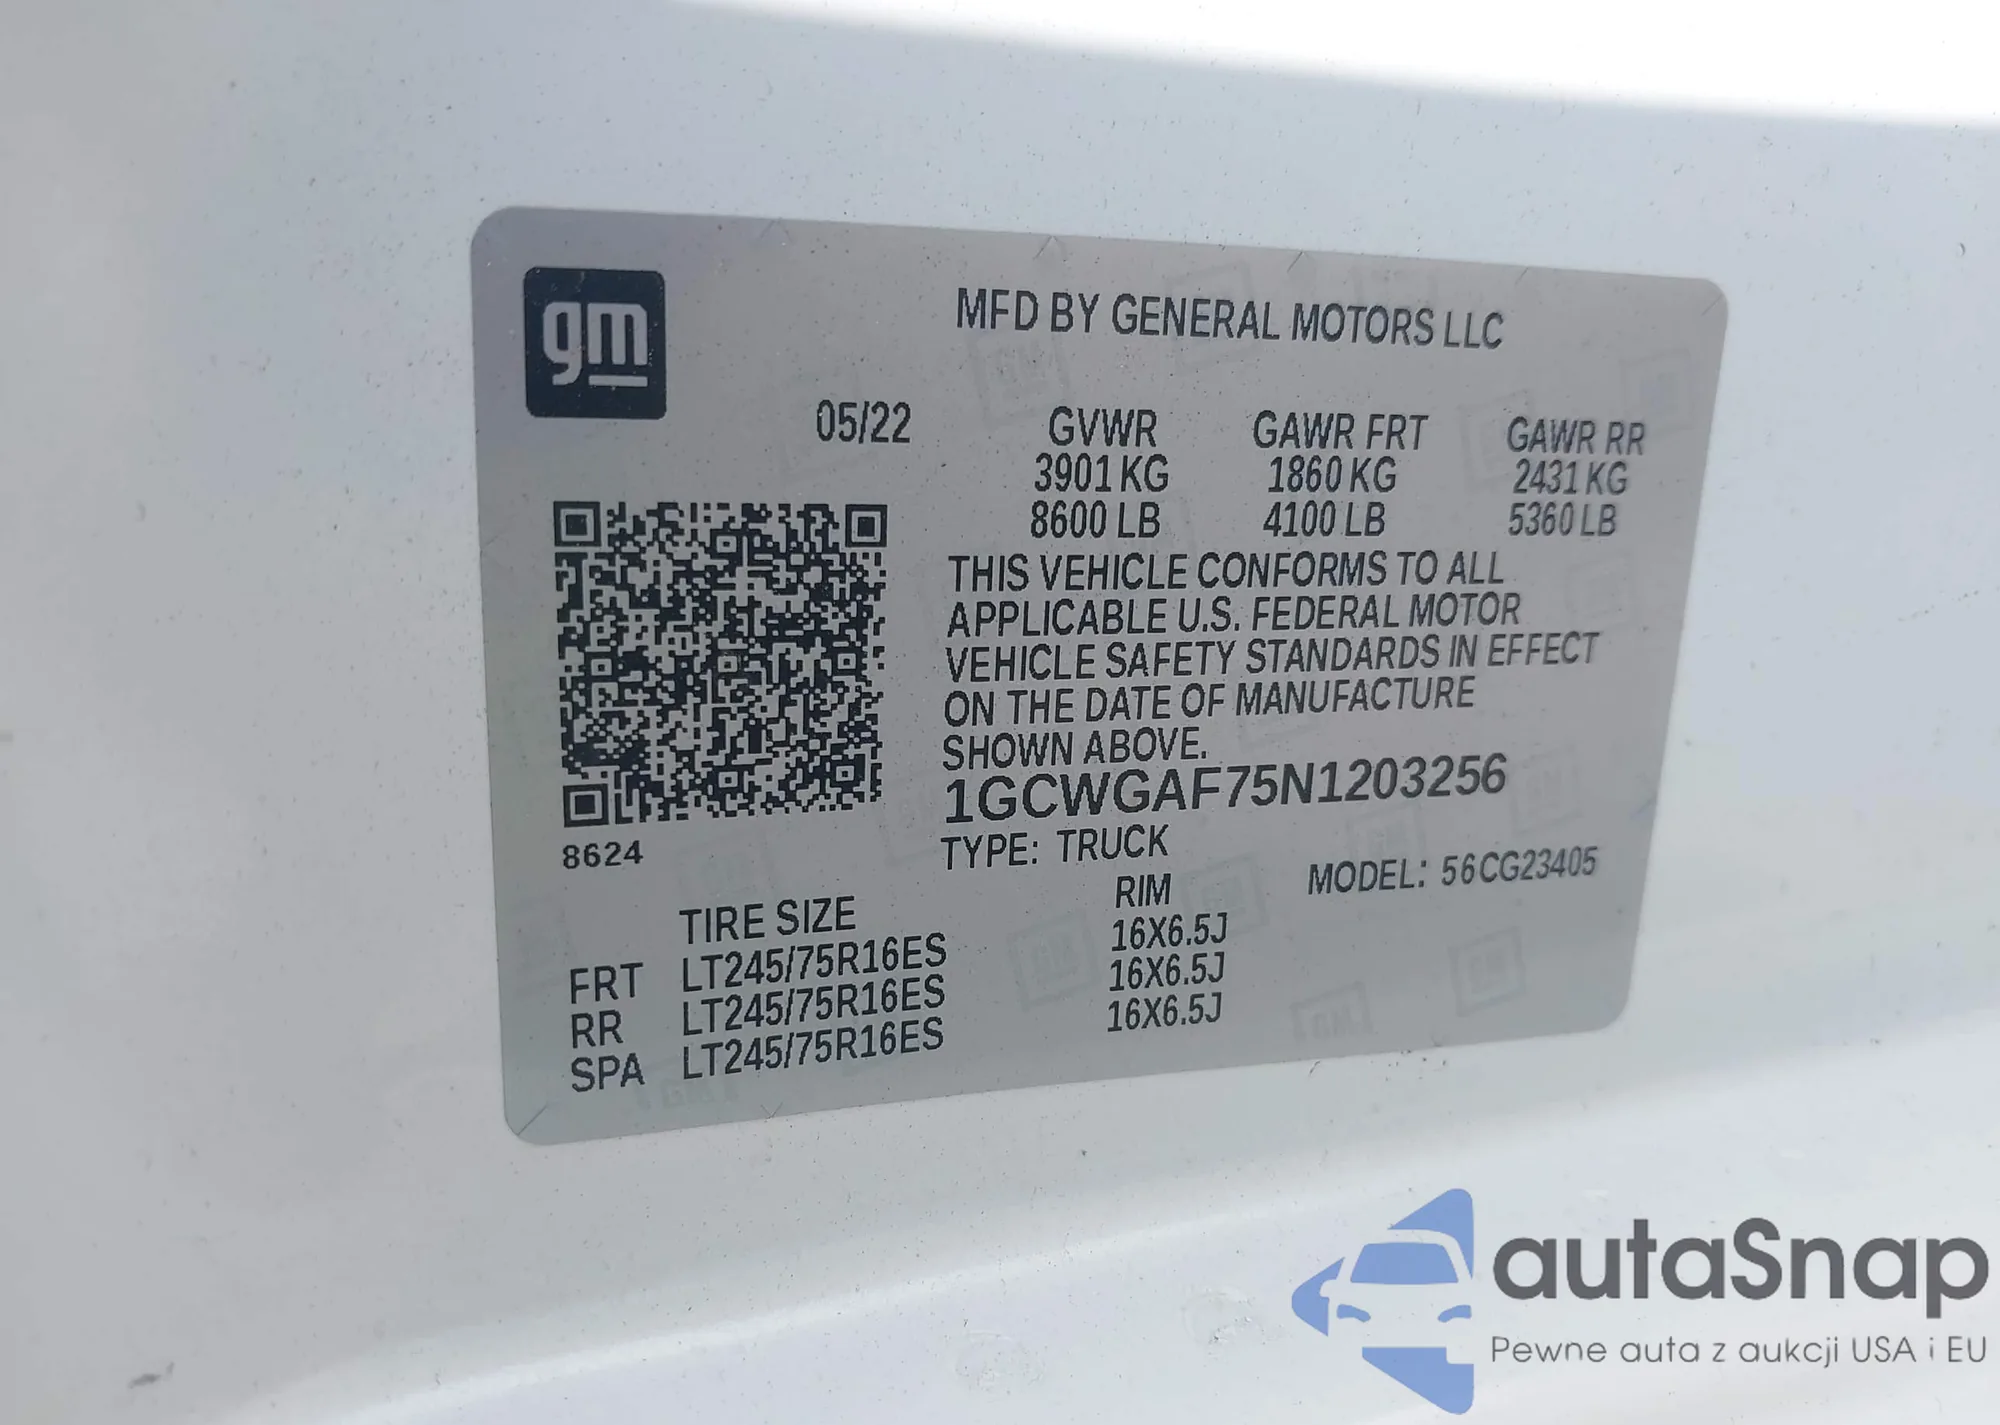 gm
MFD BY GENERAL MOTORS LLC
05/22 GVWR GAWR FRT GAWR RR
3901 KG 1860 KG 2431 KG
8600 LB 4100 LB 5360 LB
THIS VEHICLE CONFORMS TO ALL
APPLICABLE U.S. FEDERAL MOTOR
VEHICLE SAFETY STANDARDS IN EFFECT
ON THE DATE OF MANUFACTURE
SHOWN ABOVE.
1GCWGAF75N1203256
8624
TYPE: TRUCK
MODEL: 56CG23405
TIRE SIZE RIM
FRT LT245/75R16ES 16X6.5J
RR LT245/75R16ES 16X6.5J
SPA LT245/75R16ES 16X6.5J
autaSnap
Pewne auta z aukcji USA i EU